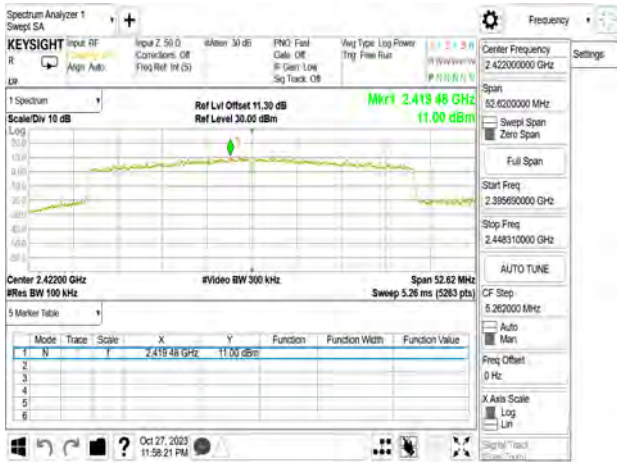 Spectrum Analyzer 1
Swept SA
+
Frequency
KEYSIGHT
Input: RF
Align: Auto
Input Z: 50 Ω
Corrections: Off
Freq Ref: Int (S)
#Atten: 30 dB
PNO: Fast
Gate: Off
IF Gain: Low
Sig Track: Off
Avg Type: Log-Power
Trig: Free Run
Center Frequency
2.422000000 GHz
Settings
Span
52.6200000 MHz
Swept Span
Zero Span
Full Span
Start Freq
2.395690000 GHz
Stop Freq
2.448310000 GHz
AUTO TUNE
CF Step
5.262000 MHz
Auto
Man
Freq Offset
0 Hz
X Axis Scale
Log
Lin
Signal Track
1 Spectrum
Scale/Div 10 dB
Log
Ref Lvl Offset 11.30 dB
Ref Level 30.00 dBm
Mkr1 2.419 48 GHz
11.00 dBm
Center 2.42200 GHz
#Res BW 100 kHz
#Video BW 300 kHz
Span 52.62 MHz
Sweep 5.26 ms (5263 pts)
5 Marker Table
Mode Trace Scale X Y Function Function Width Function Value
1 N f 2.419 48 GHz 11.00 dBm
2
3
4
5
6
?
Oct 27, 2023
11:58:21 PM